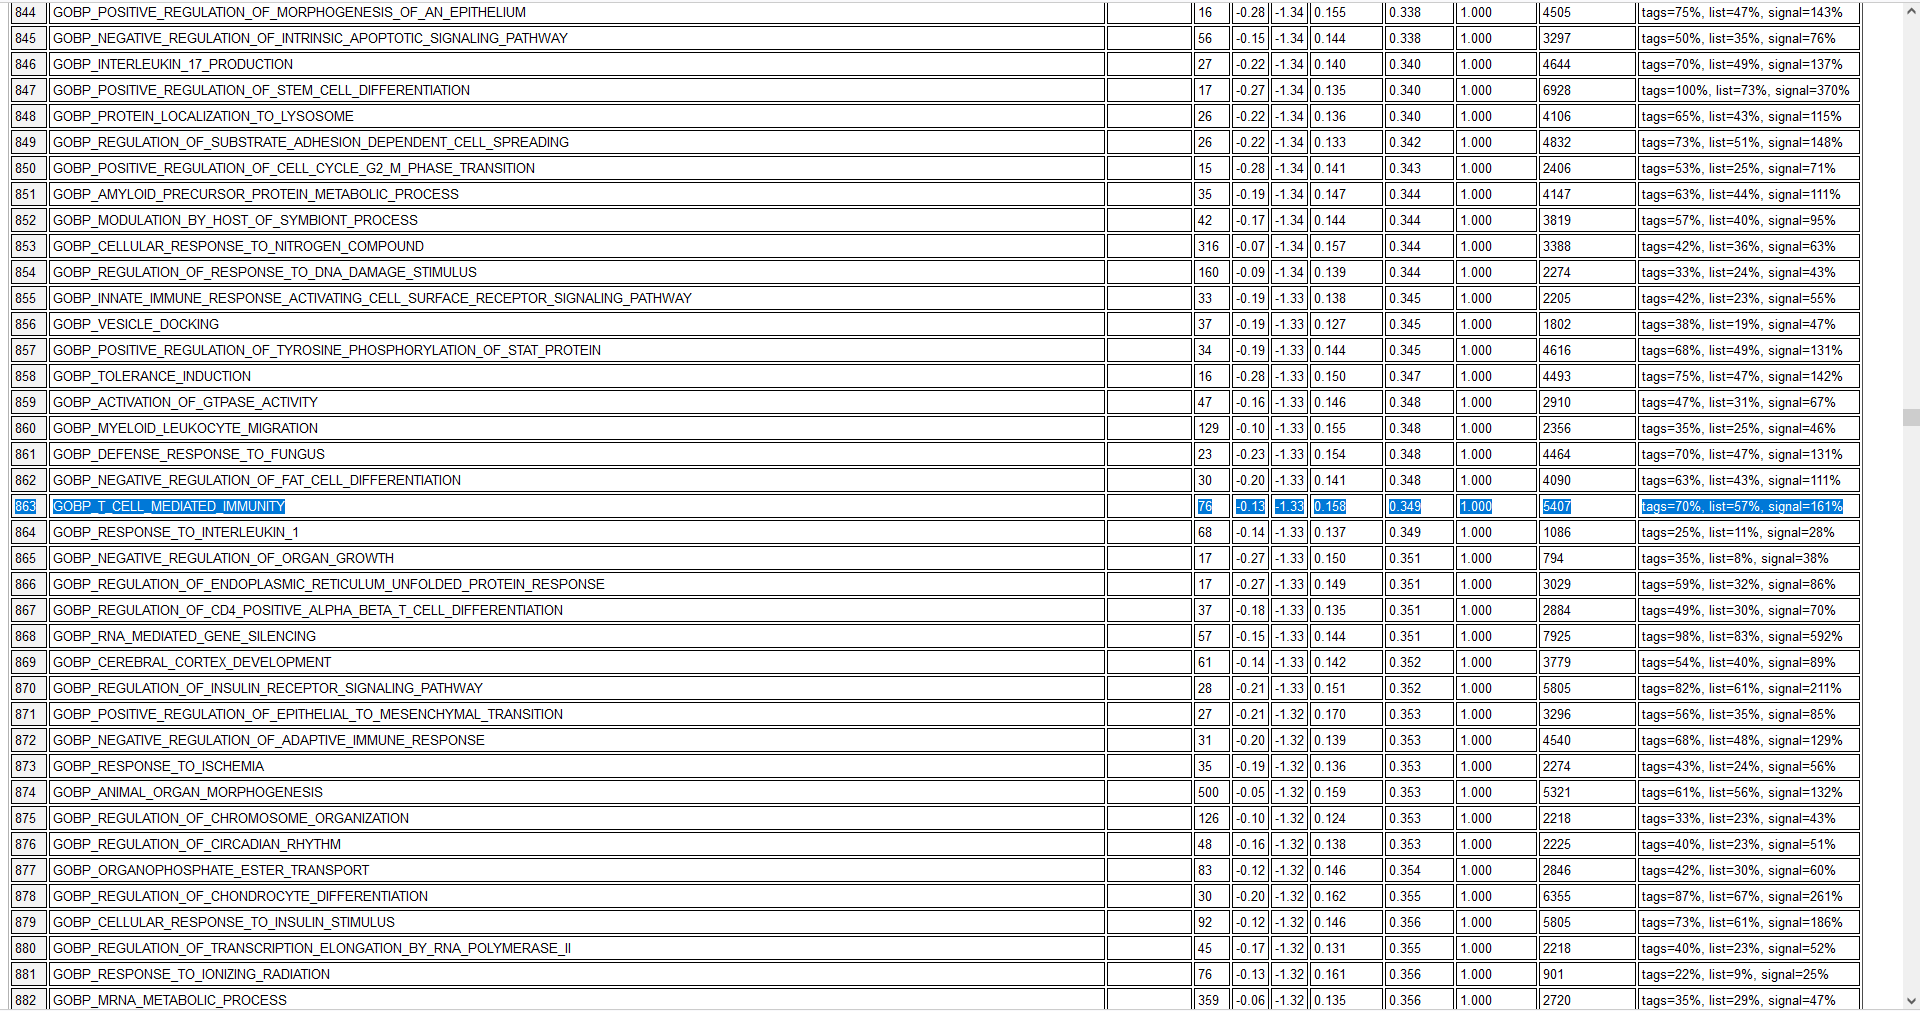 844 GOBP_POSITIVE_REGULATION_OF_MORPHOGENESIS_OF_AN_EPITHELIUM 16 -0.28 -1.34 0.155 0.338 1.000 4505 tags=75%, list=47%, signal=143%
845 GOBP_NEGATIVE_REGULATION_OF_INTRINSIC_APOPTOTIC_SIGNALING_PATHWAY 56 -0.15 -1.34 0.144 0.338 1.000 3297 tags=50%, list=35%, signal=76%
846 GOBP_INTERLEUKIN_17_PRODUCTION 27 -0.22 -1.34 0.140 0.340 1.000 4644 tags=70%, list=49%, signal=137%
847 GOBP_POSITIVE_REGULATION_OF_STEM_CELL_DIFFERENTIATION 17 -0.27 -1.34 0.135 0.340 1.000 6928 tags=100%, list=73%, signal=370%
848 GOBP_PROTEIN_LOCALIZATION_TO_LYSOSOME 26 -0.22 -1.34 0.136 0.340 1.000 4106 tags=65%, list=43%, signal=115%
849 GOBP_REGULATION_OF_SUBSTRATE_ADHESION_DEPENDENT_CELL_SPREADING 26 -0.22 -1.34 0.133 0.342 1.000 4832 tags=73%, list=51%, signal=148%
850 GOBP_POSITIVE_REGULATION_OF_CELL_CYCLE_G2_M_PHASE_TRANSITION 15 -0.28 -1.34 0.141 0.343 1.000 2406 tags=53%, list=25%, signal=71%
851 GOBP_AMYLOID_PRECURSOR_PROTEIN_METABOLIC_PROCESS 35 -0.19 -1.34 0.147 0.344 1.000 4147 tags=63%, list=44%, signal=111%
852 GOBP_MODULATION_BY_HOST_OF_SYMBIONT_PROCESS 42 -0.17 -1.34 0.144 0.344 1.000 3819 tags=57%, list=40%, signal=95%
853 GOBP_CELLULAR_RESPONSE_TO_NITROGEN_COMPOUND 316 -0.07 -1.34 0.157 0.344 1.000 3388 tags=42%, list=36%, signal=63%
854 GOBP_REGULATION_OF_RESPONSE_TO_DNA_DAMAGE_STIMULUS 160 -0.09 -1.34 0.139 0.344 1.000 2274 tags=33%, list=24%, signal=43%
855 GOBP_INNATE_IMMUNE_RESPONSE_ACTIVATING_CELL_SURFACE_RECEPTOR_SIGNALING_PATHWAY 33 -0.19 -1.33 0.138 0.345 1.000 2205 tags=42%, list=23%, signal=55%
856 GOBP_VESICLE_DOCKING 37 -0.19 -1.33 0.127 0.345 1.000 1802 tags=38%, list=19%, signal=47%
857 GOBP_POSITIVE_REGULATION_OF_TYROSINE_PHOSPHORYLATION_OF_STAT_PROTEIN 34 -0.19 -1.33 0.144 0.345 1.000 4616 tags=68%, list=49%, signal=131%
858 GOBP_TOLERANCE_INDUCTION 16 -0.28 -1.33 0.150 0.347 1.000 4493 tags=75%, list=47%, signal=142%
859 GOBP_ACTIVATION_OF_GTPASE_ACTIVITY 47 -0.16 -1.33 0.146 0.348 1.000 2910 tags=47%, list=31%, signal=67%
860 GOBP_MYELOID_LEUKOCYTE_MIGRATION 129 -0.10 -1.33 0.155 0.348 1.000 2356 tags=35%, list=25%, signal=46%
861 GOBP_DEFENSE_RESPONSE_TO_FUNGUS 23 -0.23 -1.33 0.154 0.348 1.000 4464 tags=70%, list=47%, signal=131%
862 GOBP_NEGATIVE_REGULATION_OF_FAT_CELL_DIFFERENTIATION 30 -0.20 -1.33 0.141 0.348 1.000 4090 tags=63%, list=43%, signal=111%
863 GOBP_T_CELL_MEDIATED_IMMUNITY 76 -0.13 -1.33 0.158 0.349 1.000 5407 tags=70%, list=57%, signal=161%
864 GOBP_RESPONSE_TO_INTERLEUKIN_1 68 -0.14 -1.33 0.137 0.349 1.000 1086 tags=25%, list=11%, signal=28%
865 GOBP_NEGATIVE_REGULATION_OF_ORGAN_GROWTH 17 -0.27 -1.33 0.150 0.351 1.000 794 tags=35%, list=8%, signal=38%
866 GOBP_REGULATION_OF_ENDOPLASMIC_RETICULUM_UNFOLDED_PROTEIN_RESPONSE 17 -0.27 -1.33 0.149 0.351 1.000 3029 tags=59%, list=32%, signal=86%
867 GOBP_REGULATION_OF_CD4_POSITIVE_ALPHA_BETA_T_CELL_DIFFERENTIATION 37 -0.18 -1.33 0.135 0.351 1.000 2884 tags=49%, list=30%, signal=70%
868 GOBP_RNA_MEDIATED_GENE_SILENCING 57 -0.15 -1.33 0.144 0.351 1.000 7925 tags=98%, list=83%, signal=592%
869 GOBP_CEREBRAL_CORTEX_DEVELOPMENT 61 -0.14 -1.33 0.142 0.352 1.000 3779 tags=54%, list=40%, signal=89%
870 GOBP_REGULATION_OF_INSULIN_RECEPTOR_SIGNALING_PATHWAY 28 -0.21 -1.33 0.151 0.352 1.000 5805 tags=82%, list=61%, signal=211%
871 GOBP_POSITIVE_REGULATION_OF_EPITHELIAL_TO_MESENCHYMAL_TRANSITION 27 -0.21 -1.32 0.170 0.353 1.000 3296 tags=56%, list=35%, signal=85%
872 GOBP_NEGATIVE_REGULATION_OF_ADAPTIVE_IMMUNE_RESPONSE 31 -0.20 -1.32 0.139 0.353 1.000 4540 tags=68%, list=48%, signal=129%
873 GOBP_RESPONSE_TO_ISCHEMIA 35 -0.19 -1.32 0.136 0.353 1.000 2274 tags=43%, list=24%, signal=56%
874 GOBP_ANIMAL_ORGAN_MORPHOGENESIS 500 -0.05 -1.32 0.159 0.353 1.000 5321 tags=61%, list=56%, signal=132%
875 GOBP_REGULATION_OF_CHROMOSOME_ORGANIZATION 126 -0.10 -1.32 0.124 0.353 1.000 2218 tags=33%, list=23%, signal=43%
876 GOBP_REGULATION_OF_CIRCADIAN_RHYTHM 48 -0.16 -1.32 0.138 0.353 1.000 2225 tags=40%, list=23%, signal=51%
877 GOBP_ORGANOPHOSPHATE_ESTER_TRANSPORT 83 -0.12 -1.32 0.146 0.354 1.000 2846 tags=42%, list=30%, signal=60%
878 GOBP_REGULATION_OF_CHONDROCYTE_DIFFERENTIATION 30 -0.20 -1.32 0.162 0.355 1.000 6355 tags=87%, list=67%, signal=261%
879 GOBP_CELLULAR_RESPONSE_TO_INSULIN_STIMULUS 92 -0.12 -1.32 0.146 0.356 1.000 5805 tags=73%, list=61%, signal=186%
880 GOBP_REGULATION_OF_TRANSCRIPTION_ELONGATION_BY_RNA_POLYMERASE_II 45 -0.17 -1.32 0.131 0.355 1.000 2218 tags=40%, list=23%, signal=52%
881 GOBP_RESPONSE_TO_IONIZING_RADIATION 76 -0.13 -1.32 0.161 0.356 1.000 901 tags=22%, list=9%, signal=25%
882 GOBP_MRNA_METABOLIC_PROCESS 359 -0.06 -1.32 0.135 0.356 1.000 2720 tags=35%, list=29%, signal=47%